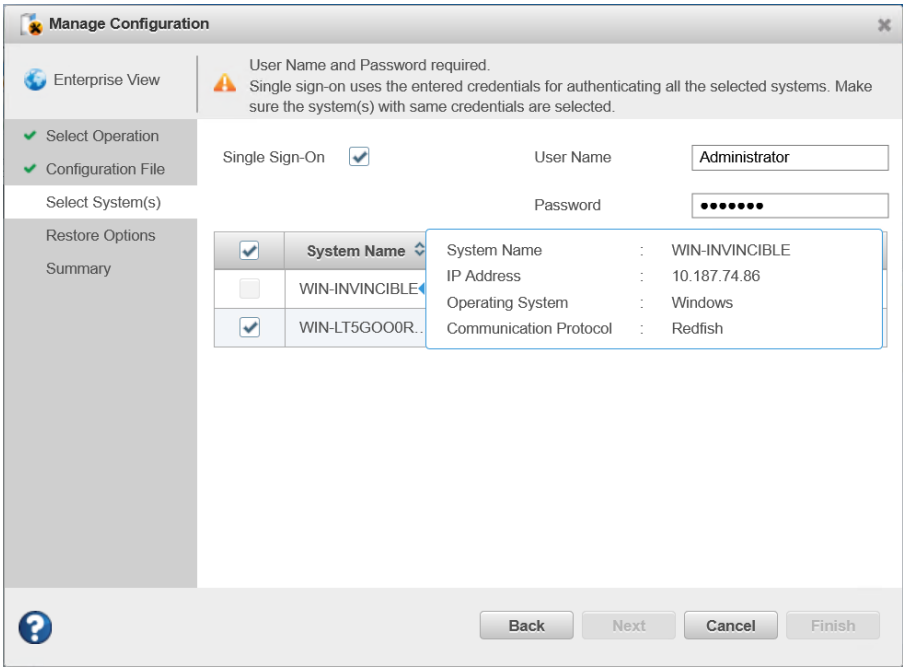 Manage Configuration
Enterprise View
User Name and Password required.
Single sign-on uses the entered credentials for authenticating all the selected systems. Make
sure the system(s) with same credentials are selected.
Select Operation
Configuration File
Select System(s)
Restore Options
Summary
Single Sign-On
User Name
Administrator
Password
●●●●●●●
System Name
WIN-INVINCIBLE
WIN-LT5GOO0R...
System Name : WIN-INVINCIBLE
IP Address : 10.187.74.86
Operating System : Windows
Communication Protocol : Redfish
?
Back
Next
Cancel
Finish